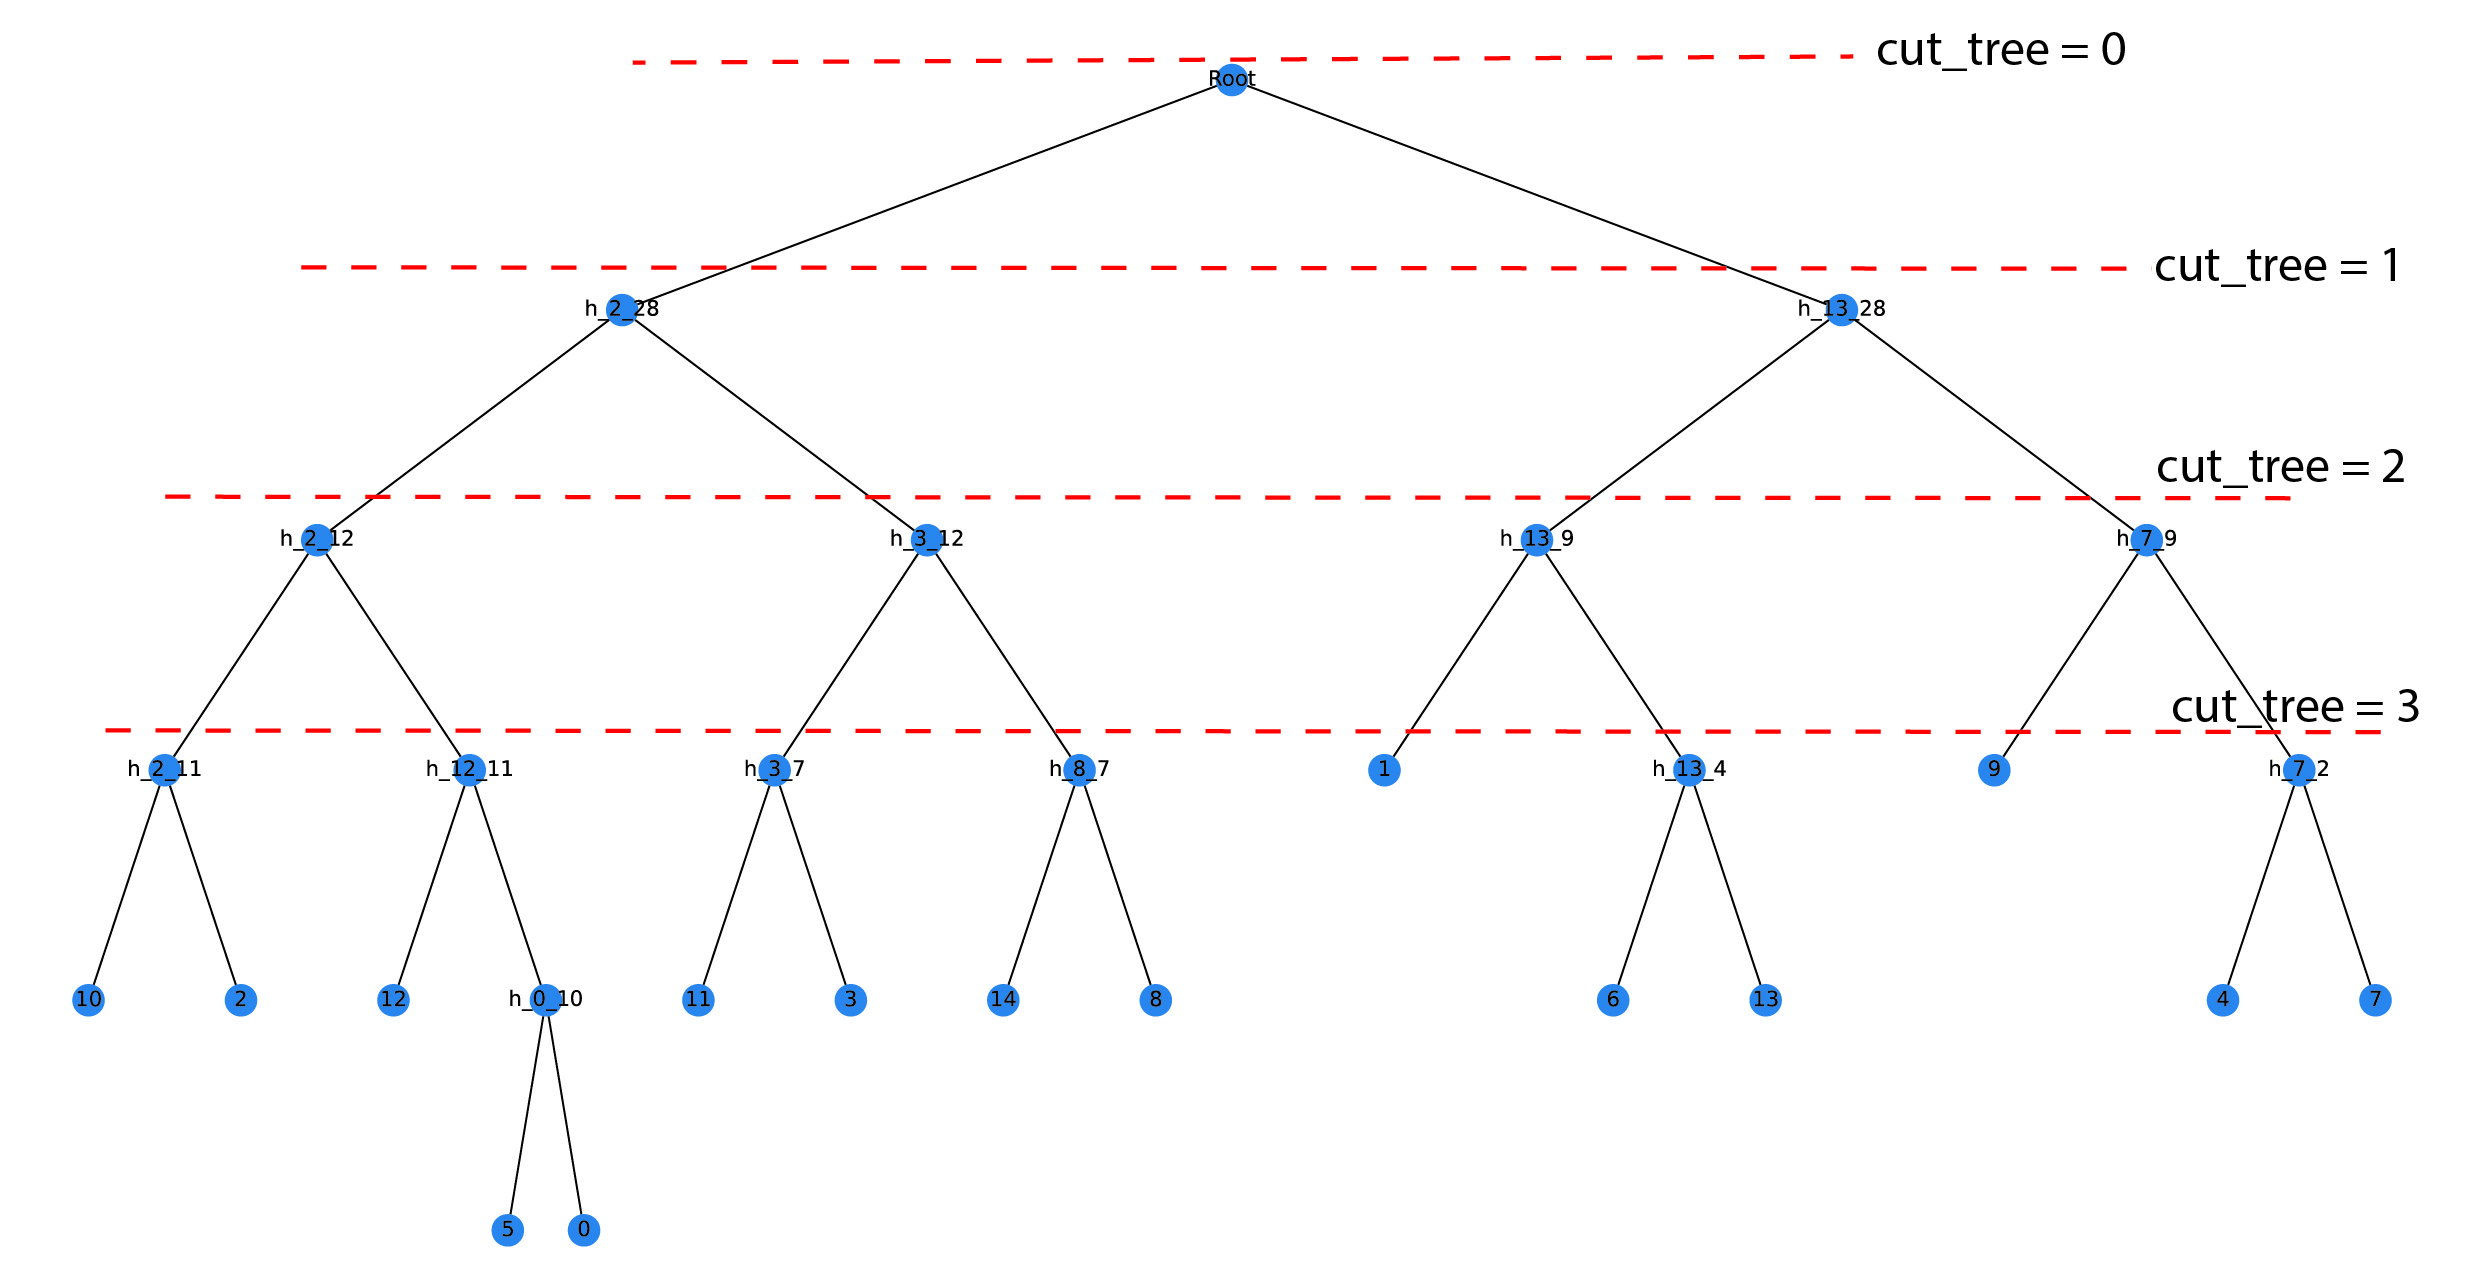 cut_tree = 0
Root
cut_tree = 1
h_2_28
h_13_28
cut_tree = 2
h_2_12
h_3_12
h_13_9
h_7_9
cut_tree = 3
h_2_11
h_12_11
h_3_7
h_8_7
1
h_13_4
9
h_7_2
10
2
12
h_0_10
11
3
14
8
6
13
4
7
5
0